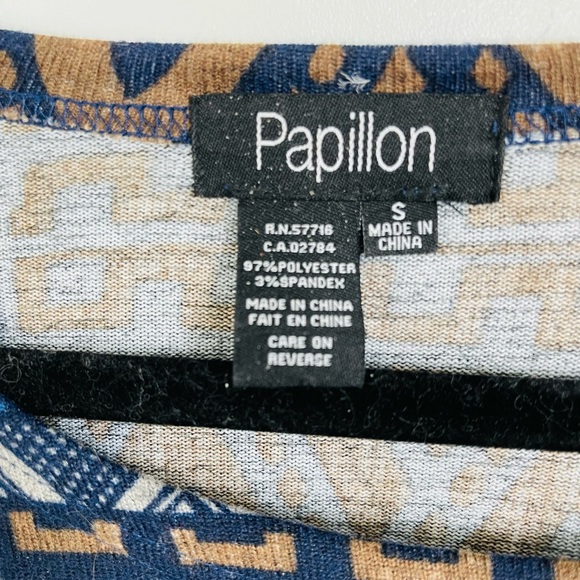 Papillon
S
MADE IN
CHINA
R.N.57716
C.A.02784
97%POLYESTER
3%SPANDEX
MADE IN CHINA
FAIT EN CHINE
CARE ON
REVERSE